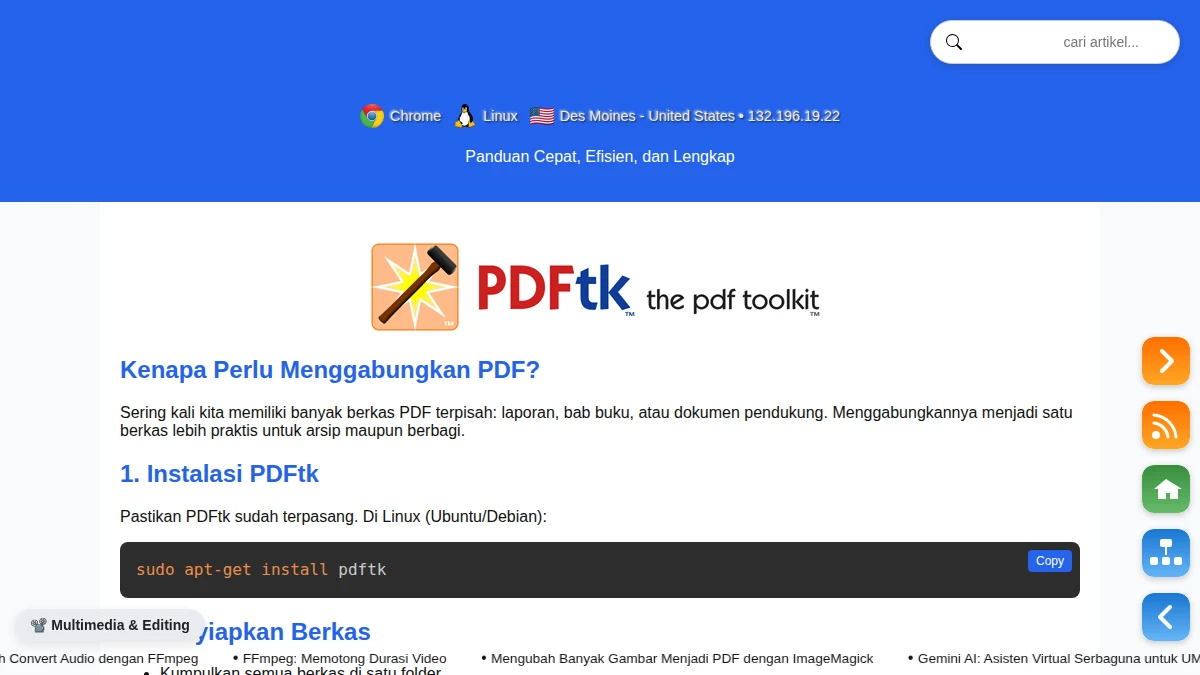 cari artikel...
Chrome Linux Des Moines - United States • 132.196.19.22
Panduan Cepat, Efisien, dan Lengkap
PDFtk™ the pdf toolkit™
TM
Kenapa Perlu Menggabungkan PDF?
Sering kali kita memiliki banyak berkas PDF terpisah: laporan, bab buku, atau dokumen pendukung. Menggabungkannya menjadi satu
berkas lebih praktis untuk arsip maupun berbagi.
1. Instalasi PDFtk
Pastikan PDFtk sudah terpasang. Di Linux (Ubuntu/Debian):
Copy
sudo apt-get install pdftk
📽️ Multimedia & Editing
yiapkan Berkas
h Convert Audio dengan FFmpeg • FFmpeg: Memotong Durasi Video • Mengubah Banyak Gambar Menjadi PDF dengan ImageMagick • Gemini AI: Asisten Virtual Serbaguna untuk UM
• Kumpulkan semua berkas di satu folder